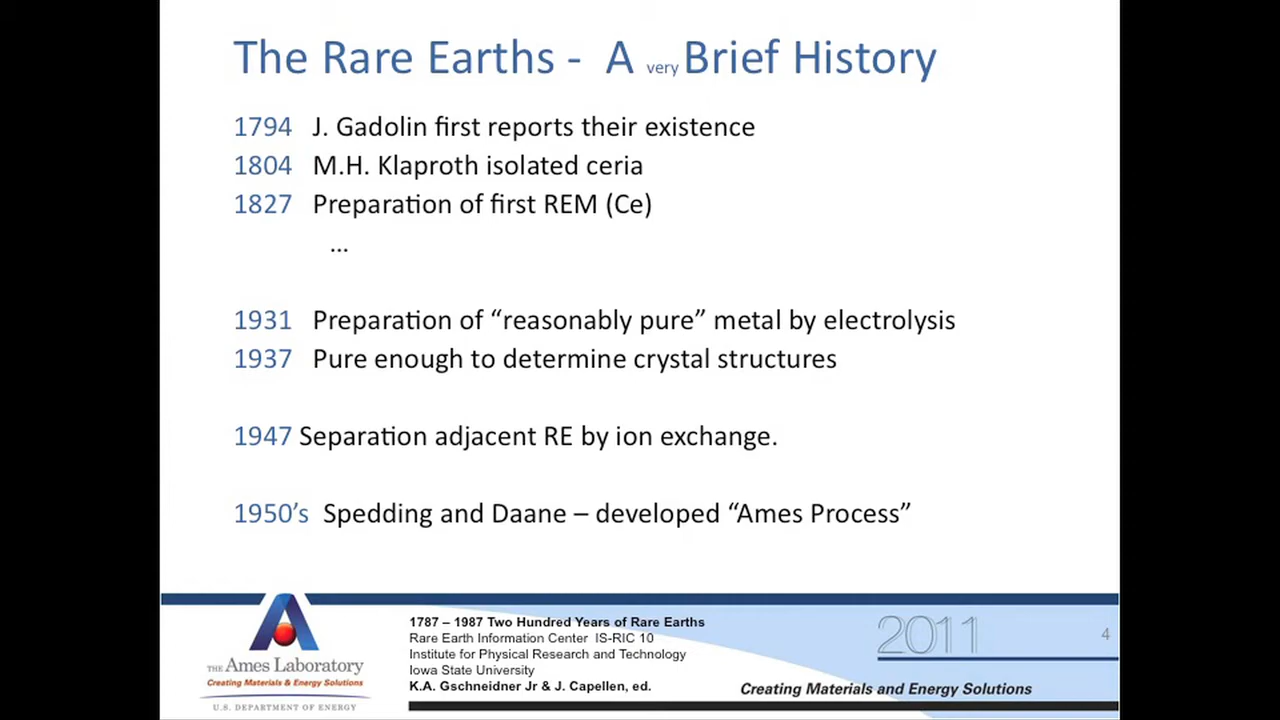 The Rare Earths - A very Brief History
1794 J. Gadolin first reports their existence
1804 M.H. Klaproth isolated ceria
1827 Preparation of first REM (Ce)
...
1931 Preparation of “reasonably pure” metal by electrolysis
1937 Pure enough to determine crystal structures
1947 Separation adjacent RE by ion exchange.
1950’s Spedding and Daane – developed “Ames Process”
THE Ames Laboratory
Creating Materials & Energy Solutions
U.S. DEPARTMENT OF ENERGY
1787 – 1987 Two Hundred Years of Rare Earths
Rare Earth Information Center IS-RIC 10
Institute for Physical Research and Technology
Iowa State University
K.A. Gschneidner Jr & J. Capellen, ed.
2011
4
Creating Materials and Energy Solutions